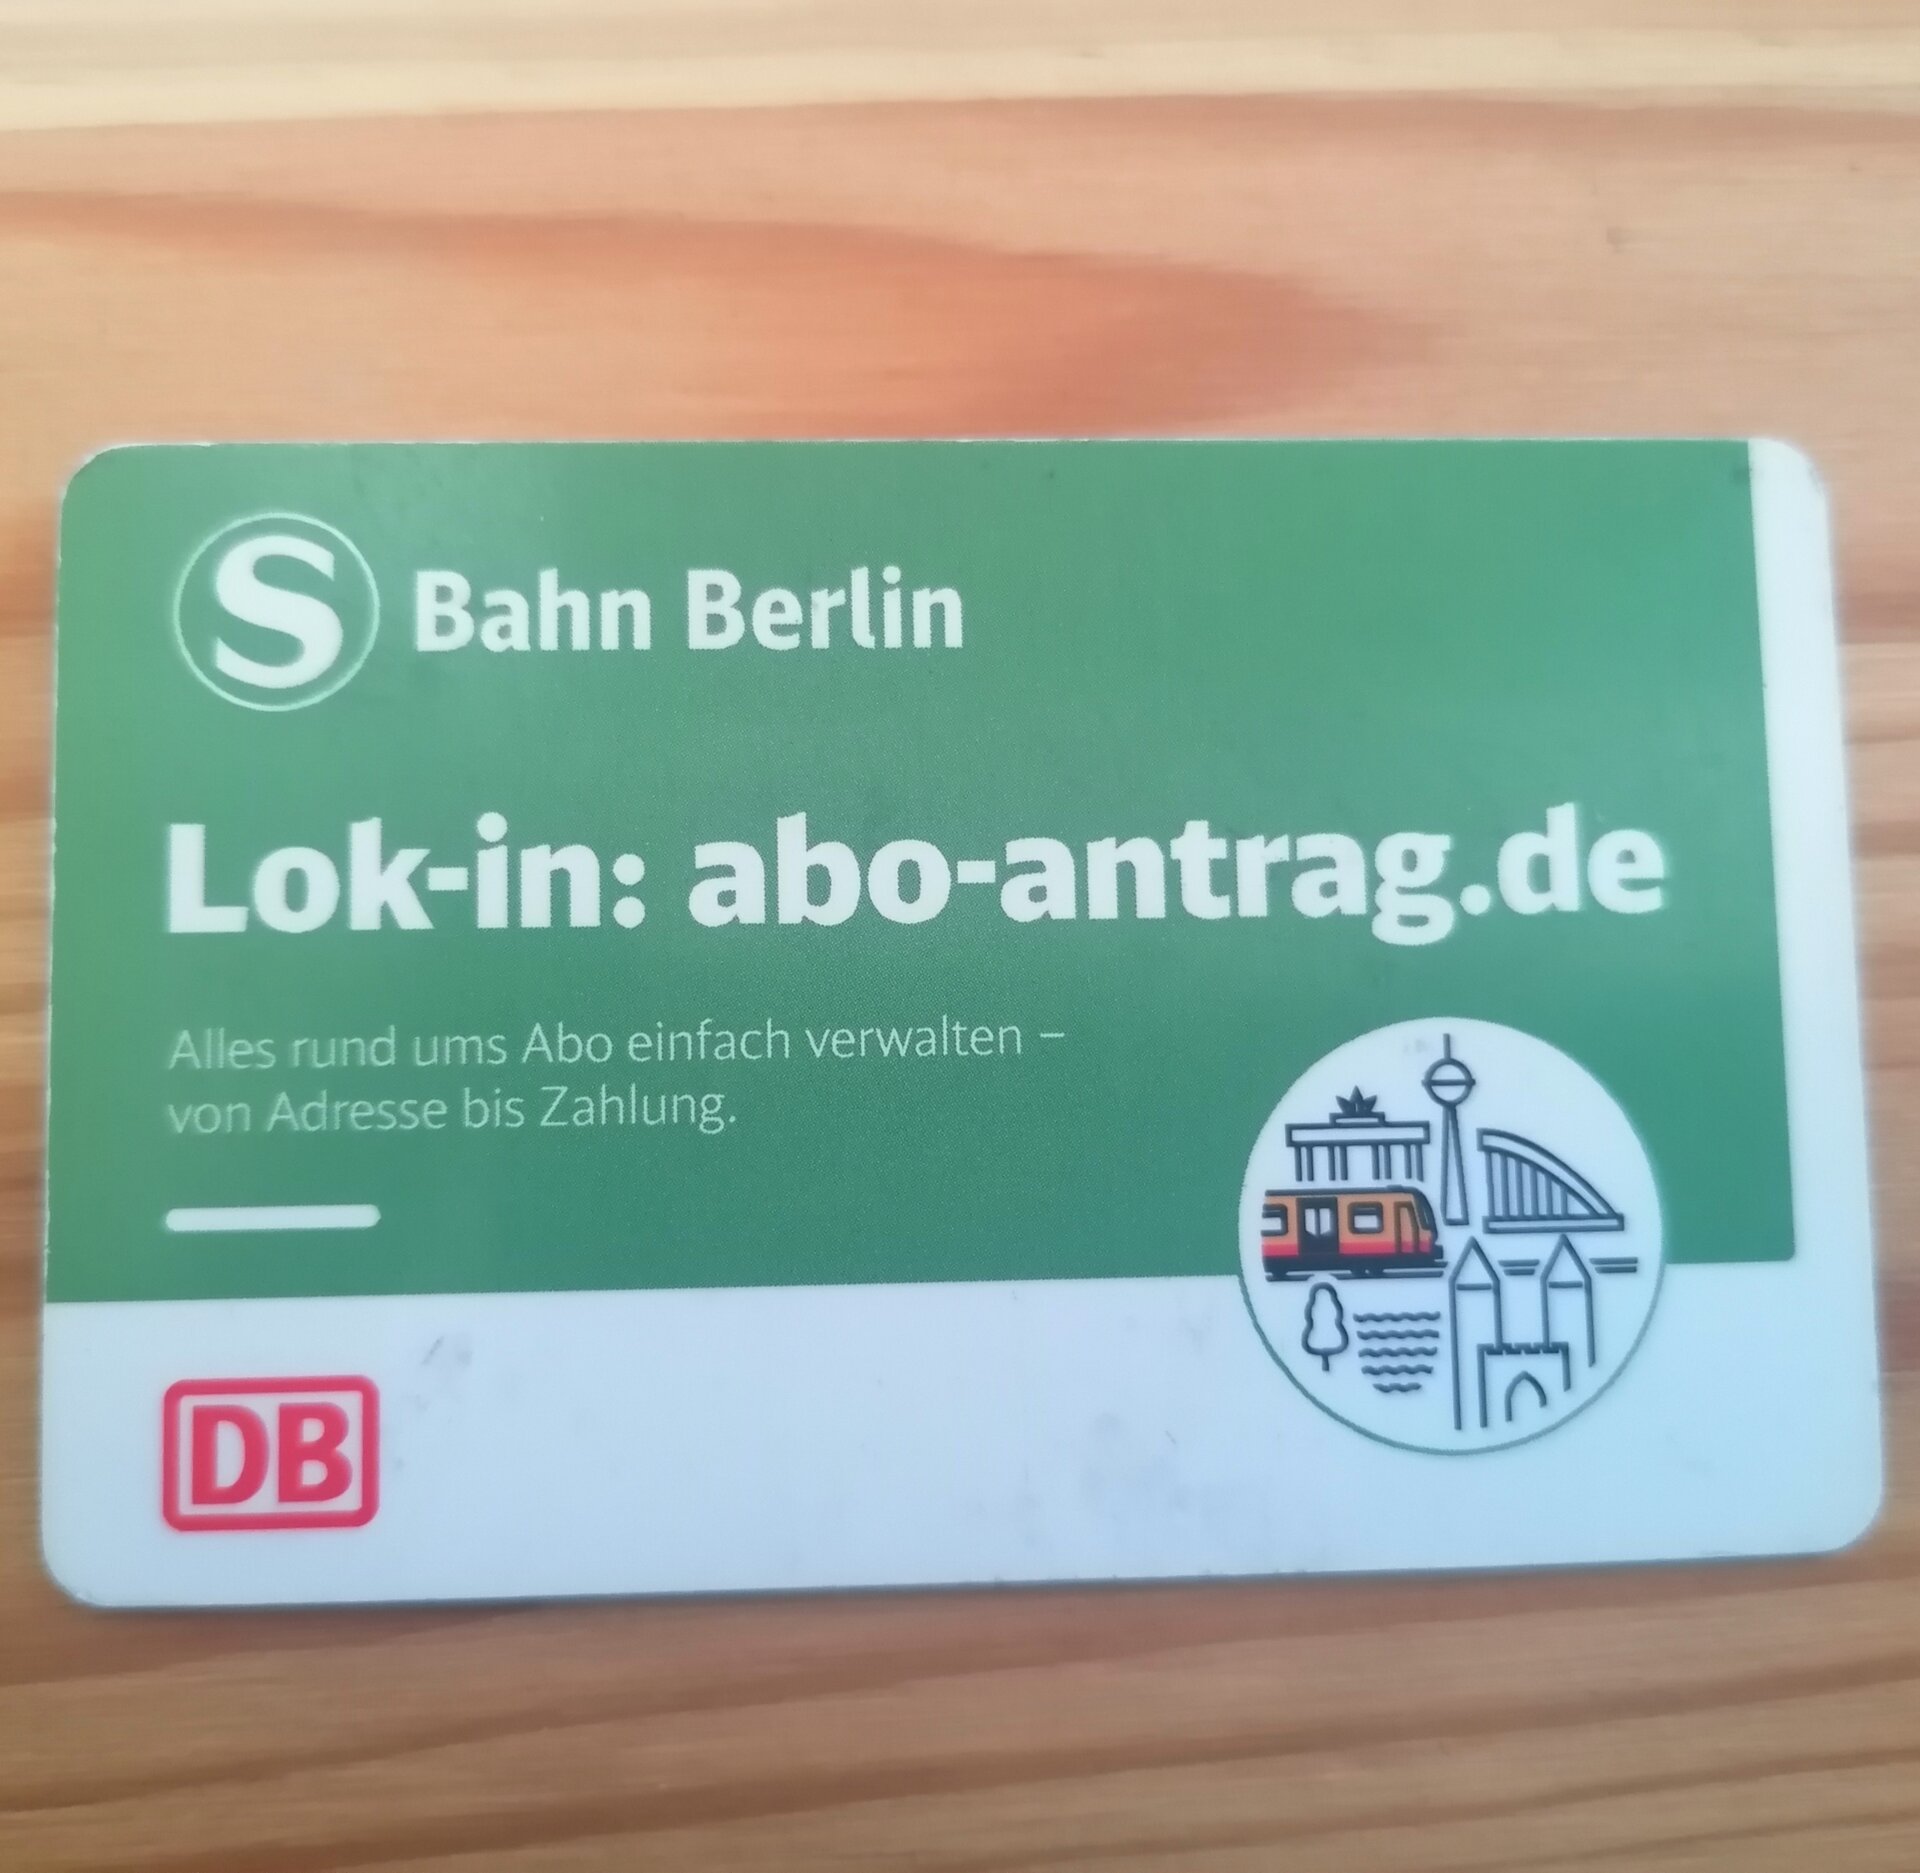 S Bahn Berlin
Lok-in: abo-antrag.de
Alles rund ums Abo einfach verwalten –
von Adresse bis Zahlung.
DB